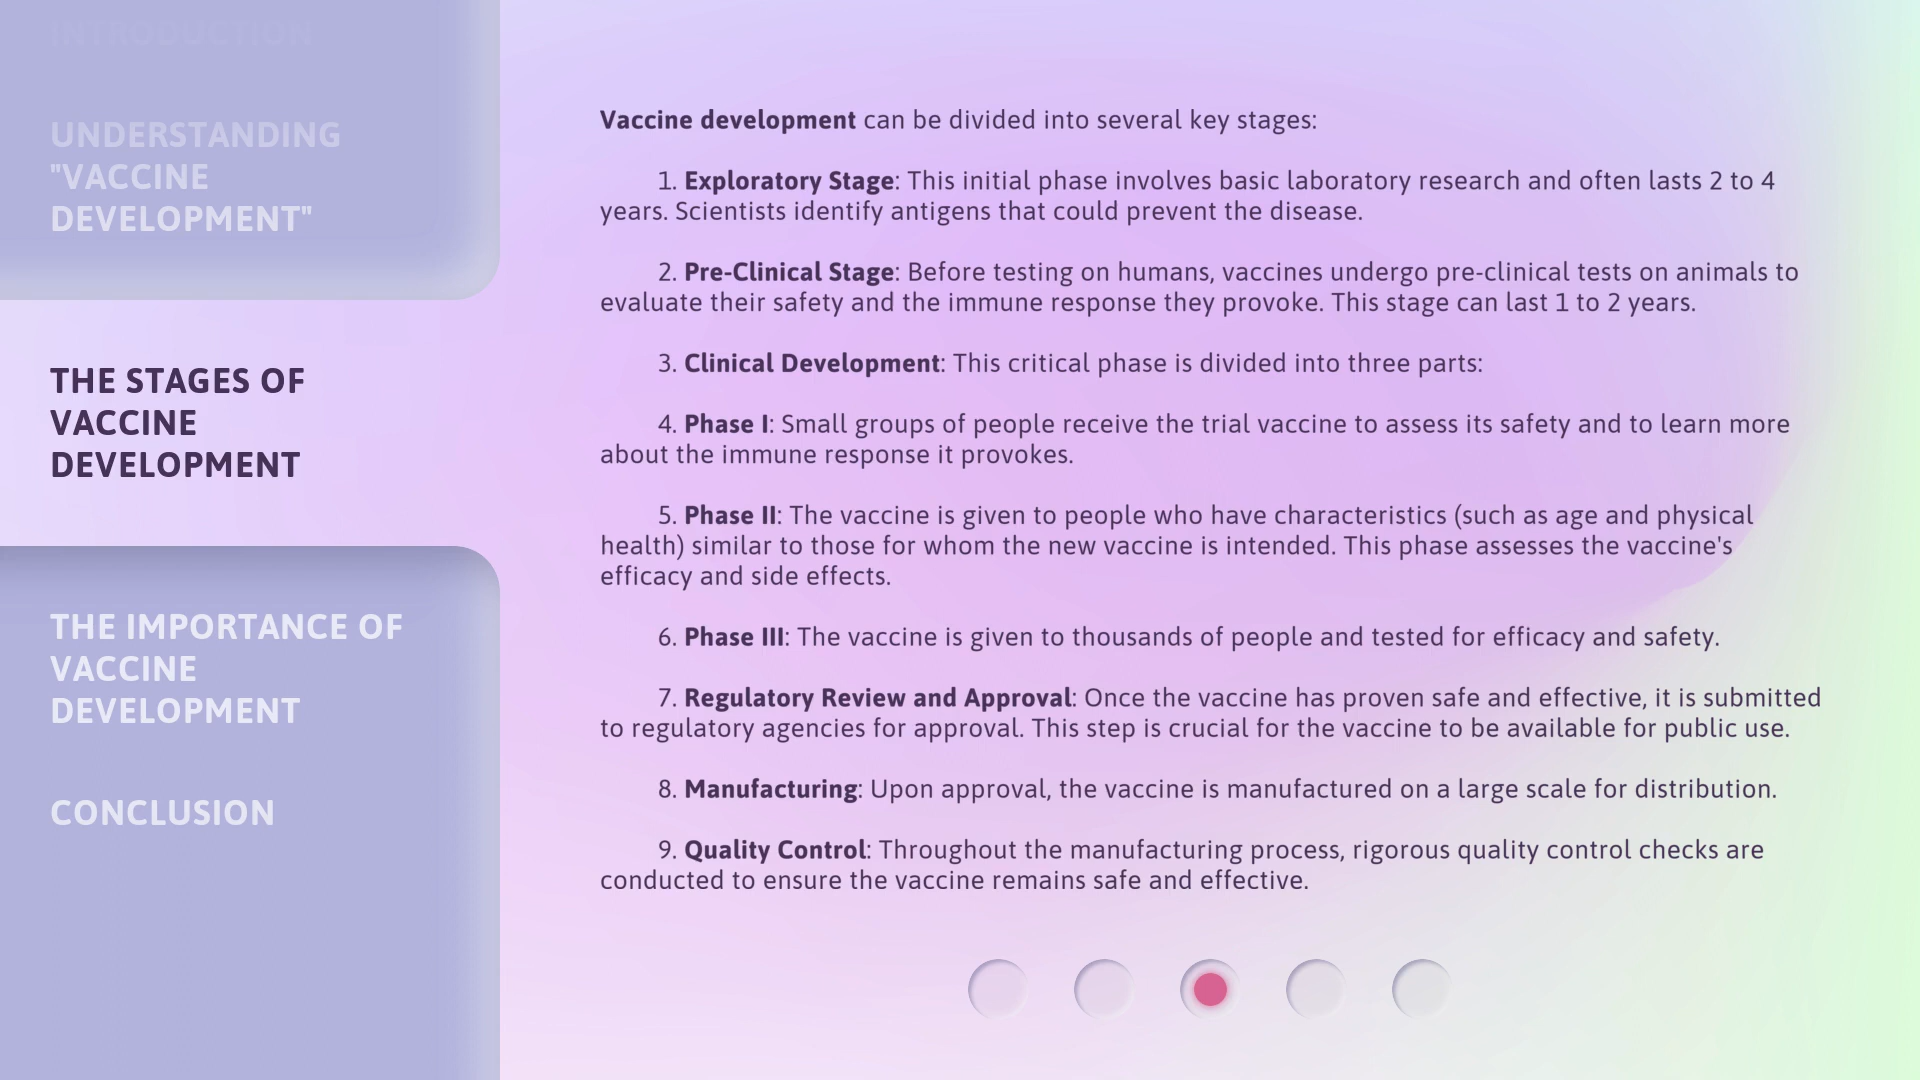 INTRODUCTION
UNDERSTANDING
"VACCINE
DEVELOPMENT"
THE STAGES OF
VACCINE
DEVELOPMENT
THE IMPORTANCE OF
VACCINE
DEVELOPMENT
CONCLUSION
Vaccine development can be divided into several key stages:
1. Exploratory Stage: This initial phase involves basic laboratory research and often lasts 2 to 4
years. Scientists identify antigens that could prevent the disease.
2. Pre-Clinical Stage: Before testing on humans, vaccines undergo pre-clinical tests on animals to
evaluate their safety and the immune response they provoke. This stage can last 1 to 2 years.
3. Clinical Development: This critical phase is divided into three parts:
4. Phase I: Small groups of people receive the trial vaccine to assess its safety and to learn more
about the immune response it provokes.
5. Phase II: The vaccine is given to people who have characteristics (such as age and physical
health) similar to those for whom the new vaccine is intended. This phase assesses the vaccine's
efficacy and side effects.
6. Phase III: The vaccine is given to thousands of people and tested for efficacy and safety.
7. Regulatory Review and Approval: Once the vaccine has proven safe and effective, it is submitted
to regulatory agencies for approval. This step is crucial for the vaccine to be available for public use.
8. Manufacturing: Upon approval, the vaccine is manufactured on a large scale for distribution.
9. Quality Control: Throughout the manufacturing process, rigorous quality control checks are
conducted to ensure the vaccine remains safe and effective.